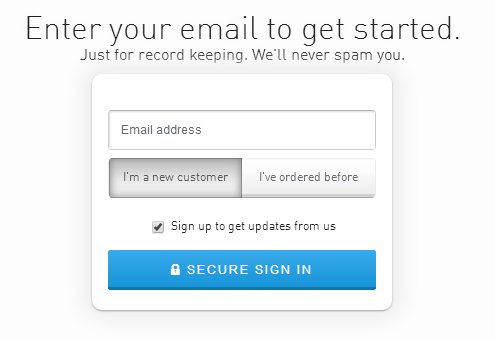 Enter your email to get started.
Just for record keeping. We'll never spam you.
Email address
I'm a new customer I've ordered before
Sign up to get updates from us
SECURE SIGN IN